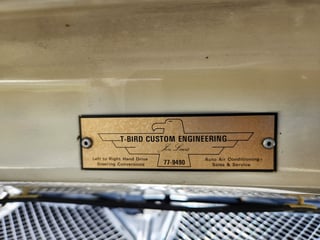 T-BIRD CUSTOM ENGINEERING
Left to Right Hand Drive
Steering Conversions
77-0490
Auto Air Conditioning
Sales & Service